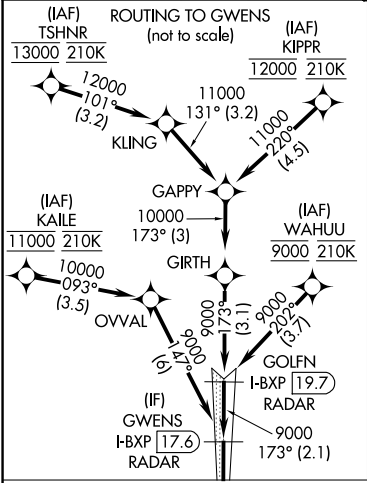 ROUTING TO GWENS
(not to scale)
(IAF)
TSHNR
13000 210K
(IAF)
KIPPR
12000 210K
12000
101°
(3.2)
KLING
11000
131° (3.2)
11000
220°
(4.5)
GAPPY
10000
173° (3)
(IAF)
KAILE
11000 210K
10000
093°
(3.5)
OVVAL
GIRTH
(IAF)
WAHUU
9000 210K
9000
147°
(6)
9000
173°
(3.1)
9000
202°
(3.7)
GOLFN
I-BXP 19.7
RADAR
(IF)
GWENS
I-BXP 17.6
RADAR
9000
173° (2.1)